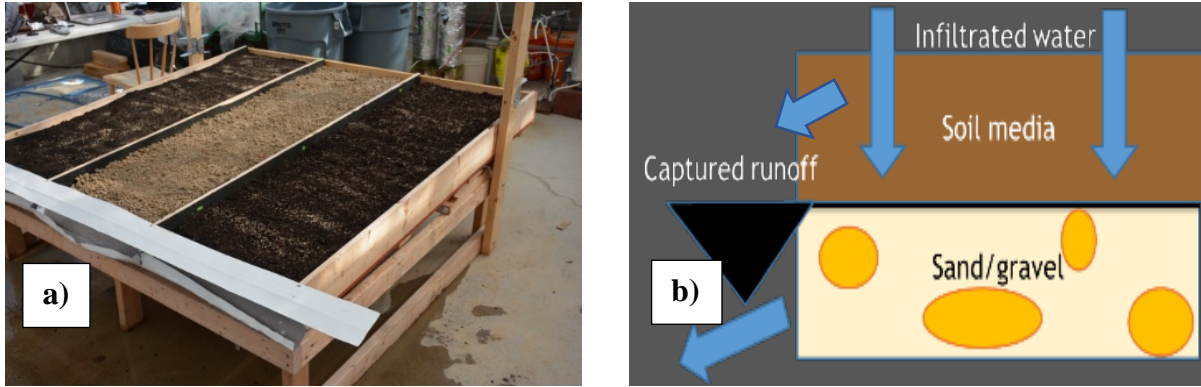 a)
Infiltrated water
Soil media
Captured runoff
b)
Sand/gravel